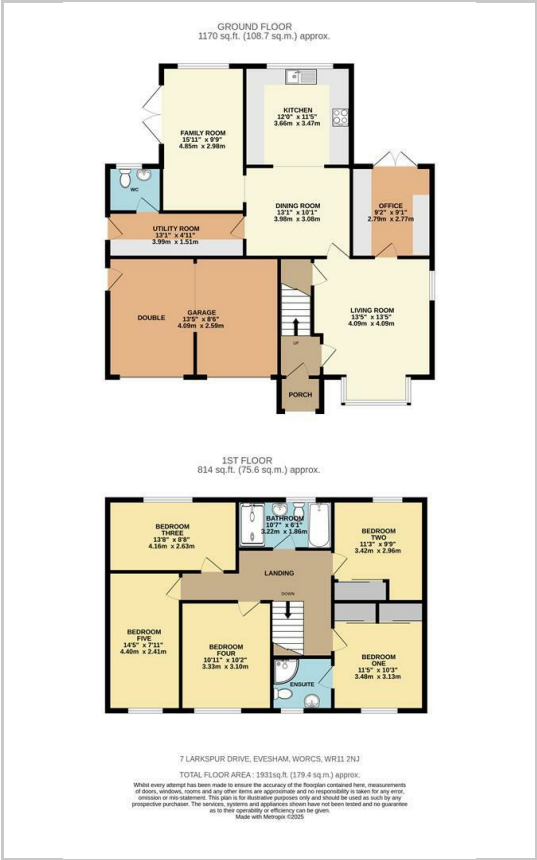 GROUND FLOOR
1170 sq.ft. (108.7 sq.m.) approx.
KITCHEN
12'0" x 11'5"
3.66m x 3.47m
FAMILY ROOM
15'11" x 9'9"
4.85m x 2.98m
WC
DINING ROOM
13'1" x 10'1"
3.98m x 3.08m
OFFICE
9'2" x 9'1"
2.79m x 2.77m
UTILITY ROOM
13'1" x 4'11"
3.99m x 1.51m
DOUBLE
GARAGE
13'5" x 8'6"
4.09m x 2.59m
LIVING ROOM
13'5" x 13'5"
4.09m x 4.09m
UP
PORCH
1ST FLOOR
814 sq.ft. (75.6 sq.m.) approx.
BEDROOM
THREE
13'8" x 8'8"
4.16m x 2.63m
BATHROOM
10'7" x 6'1"
3.22m x 1.86m
BEDROOM
TWO
11'3" x 9'9"
3.42m x 2.96m
LANDING
DOWN
BEDROOM
FIVE
14'5" x 7'11"
4.40m x 2.41m
BEDROOM
FOUR
10'11" x 10'2"
3.33m x 3.10m
ENSUITE
BEDROOM
ONE
11'5" x 10'3"
3.48m x 3.13m
7 LARKSPUR DRIVE, EVESHAM, WORCS, WR11 2NJ
TOTAL FLOOR AREA : 1931sq.ft. (179.4 sq.m.) approx.
Whilst every attempt has been made to ensure the accuracy of the floorplan contained here, measurements
of doors, windows, rooms and any other items are approximate and no responsibility is taken for any error,
omission or mis-statement. This plan is for illustrative purposes only and should be used as such by any
prospective purchaser. The services, systems and appliances shown have not been tested and no guarantee
as to their operability or efficiency can be given.
Made with Metropix ©2025